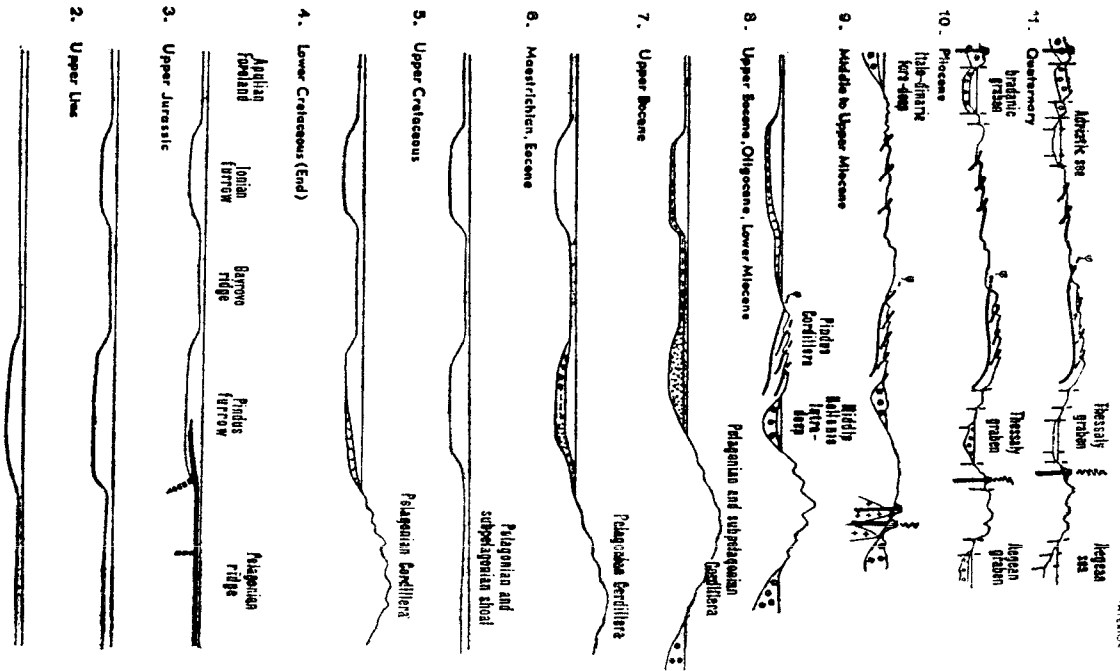 Adriatic sea
Thessaly graben
Aegean sea
11. Quaternary
bradanic graben
Thessaly graben
Aegean graben
10. Pliocene
Italo-dinaric
fore-deep
9. Middle to Upper Miocene
Pindus
Cordillera
Middle
Hellenic
Intra-
deep
8. Upper Eocene, Oligocene, Lower Miocene
Pelagonian and subpelagonian
Cordillera
7. Upper Eocene
Pelagonian Cordillera
6. Maestrichtian, Eocene
Pelagonian and
subpelagonian shoal
5. Upper Cretaceous
Pelagonian Cordillera
4. Lower Cretaceous (End)
Apulian
Foreland
Ionian
furrow
Gavrovo
ridge
Pindus
furrow
Pelagonian
ridge
3. Upper Jurassic
2. Upper Lias